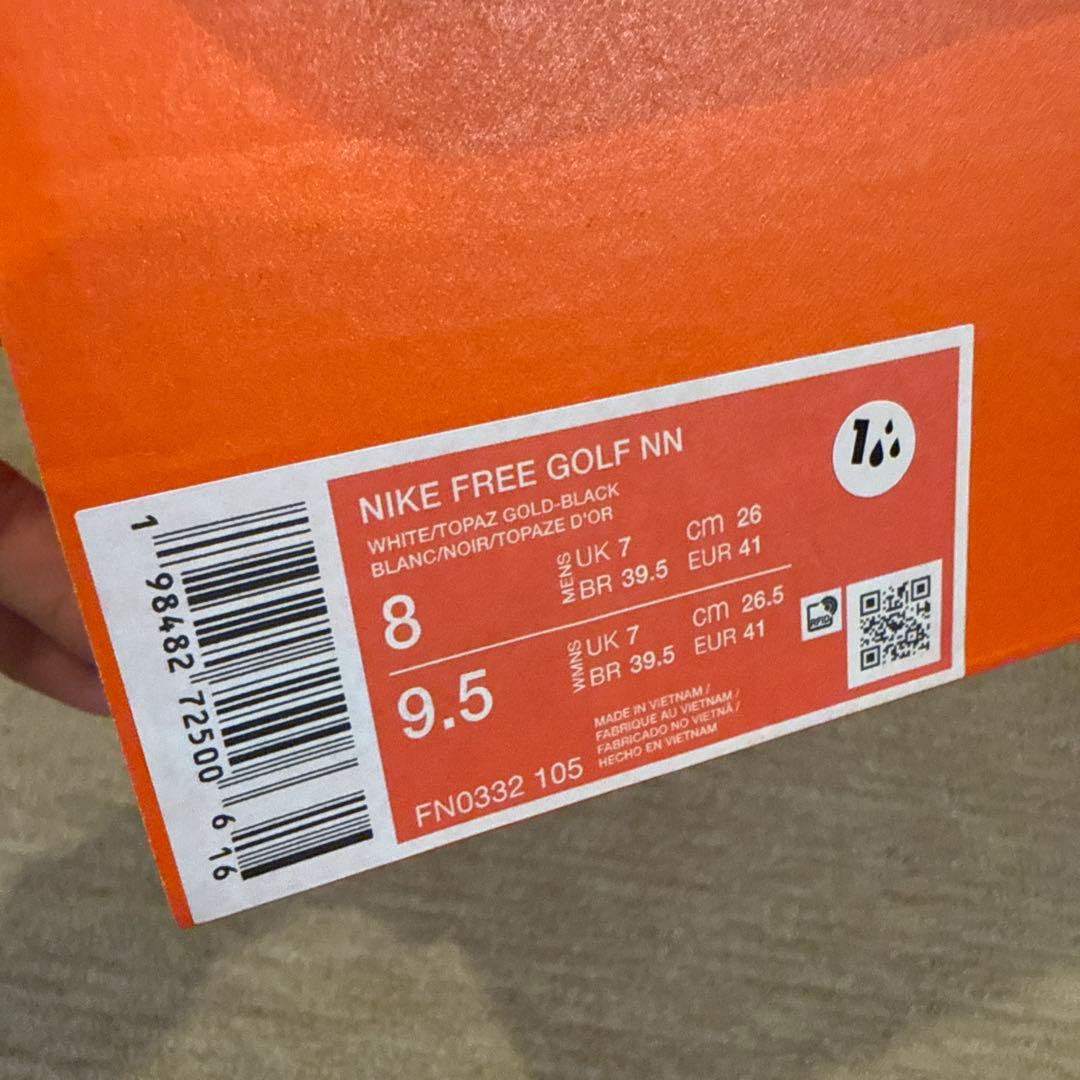 NIKE FREE GOLF NN
WHITE/TOPAZ GOLD-BLACK
BLANC/NOIR/TOPAZE D'OR
8
MENS
UK 7
cm 26
BR 39.5
EUR 41
9.5
WMNS
UK 7
cm 26.5
BR 39.5
EUR 41
FN0332 105
MADE IN VIETNAM /
FABRIQUE AU VIETNAM /
FABRICADO NO VIETNÃ /
HECHO EN VIETNAM
1
RFID
1 98482 72500 6 16